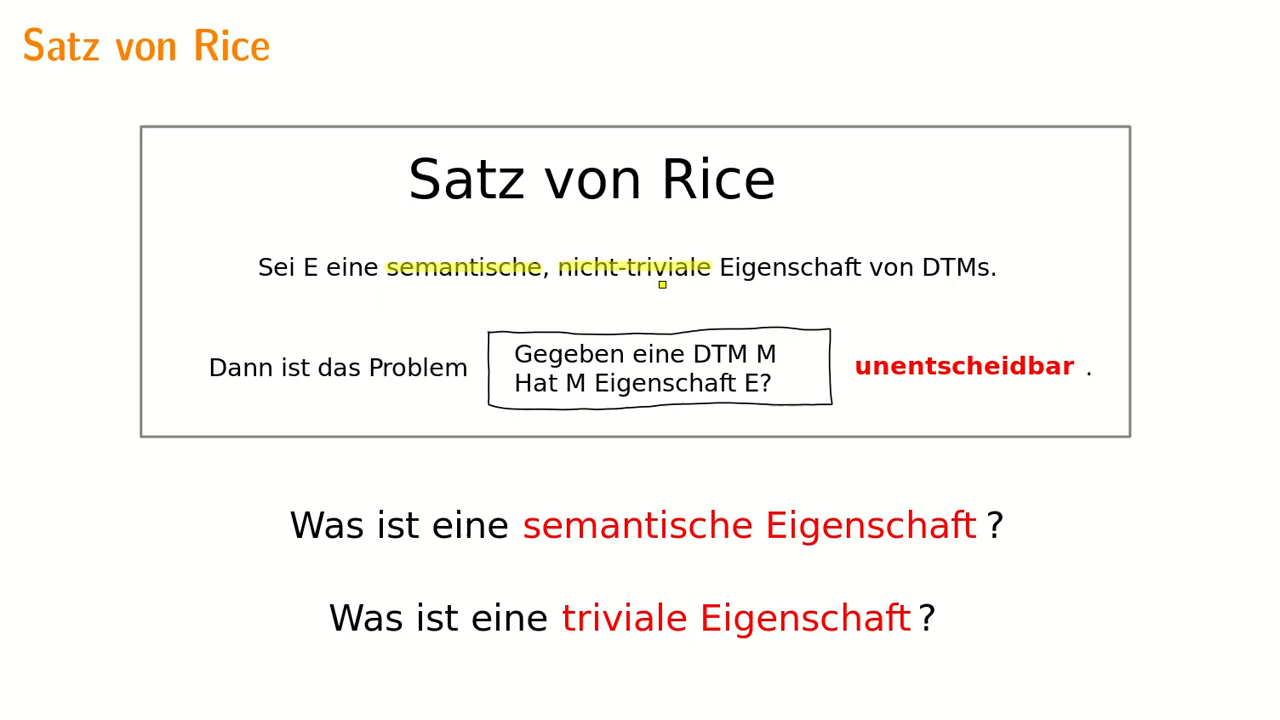 Satz von Rice
Satz von Rice
Sei E eine semantische, nicht-triviale Eigenschaft von DTMs.
Dann ist das Problem
Gegeben eine DTM M
Hat M Eigenschaft E?
unentscheidbar .
Was ist eine semantische Eigenschaft ?
Was ist eine triviale Eigenschaft ?